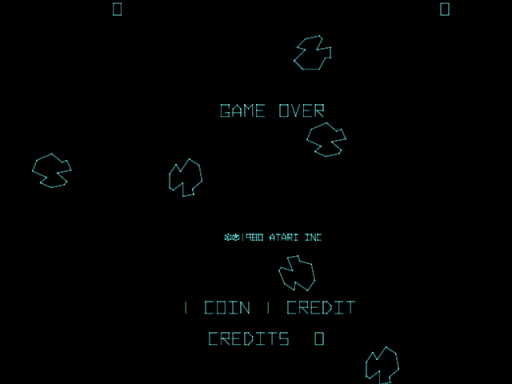 0 0
GAME OVER
©℗1980 ATARI INC
1 COIN 1 CREDIT
CREDITS 0